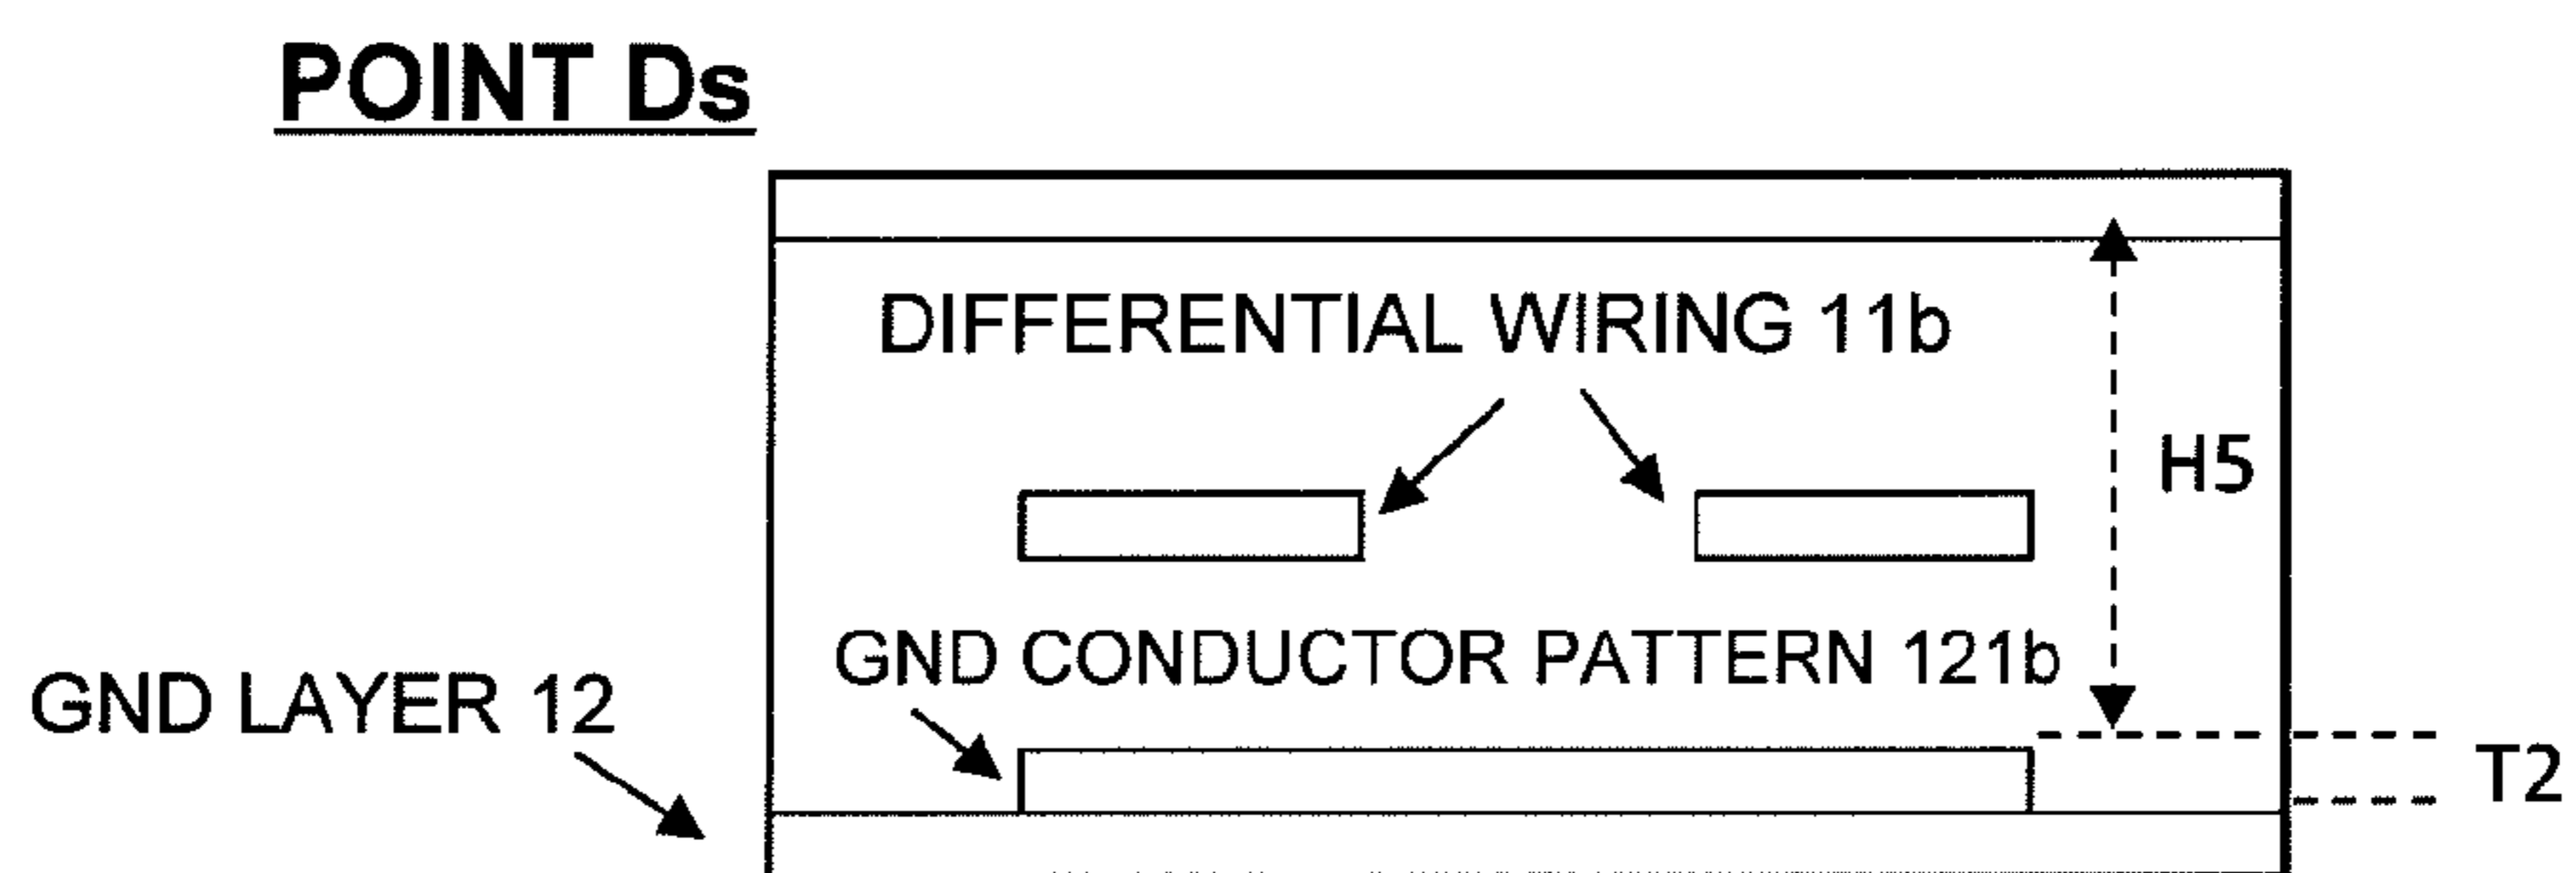 POINT Ds
DIFFERENTIAL WIRING 11b
H5
GND CONDUCTOR PATTERN 121b
GND LAYER 12
T2